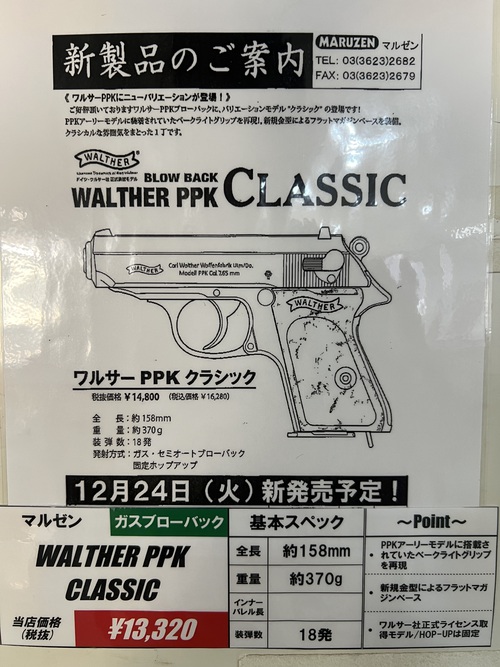 新製品のご案内
MARUZEN マルゼン
TEL: 03(3623)2682
FAX: 03(3623)2679
《 ワルサーPPKにニューバリエーションが登場！》
ご好評頂いておりますワルサーPPKブローバックに、バリエーションモデル"クラシック"の登場です!
PPKアーリーモデルに装着されていたベークライトグリップを再現!、新規金型によるフラットマガジンベースを装備。
クラシカルな雰囲気をまとった1丁です。
WALTHER
ドイツ・ワルサー社 正式承認モデル
BLOW BACK
WALTHER PPK CLASSIC
WALTHER
Carl Walther Waffenfabrik Ulm/Do.
Modell PPK Cal.7.65 mm
WALTHER
ワルサー PPK クラシック
税抜価格 ¥14,800 (税込価格 ¥16,280)
全 長：約158mm
重 量：約370g
装 弾 数：18発
発射方式：ガス・セミオートブローバック
固定ホップアップ
12月24日（火）新発売予定！
マルゼン ガスブローバック
WALTHER PPK
CLASSIC
当店価格
(税抜)
¥13,320
基本スペック
全長 約158mm
重量 約370g
インナー
バレル長
装弾数 18発
～Point～
• PPKアーリーモデルに搭載さ
れていたベークライトグリップ
を再現
• 新規金型によるフラットマガ
ジンベース
• ワルサー社正式ライセンス取
得モデル/HOP-UPは固定